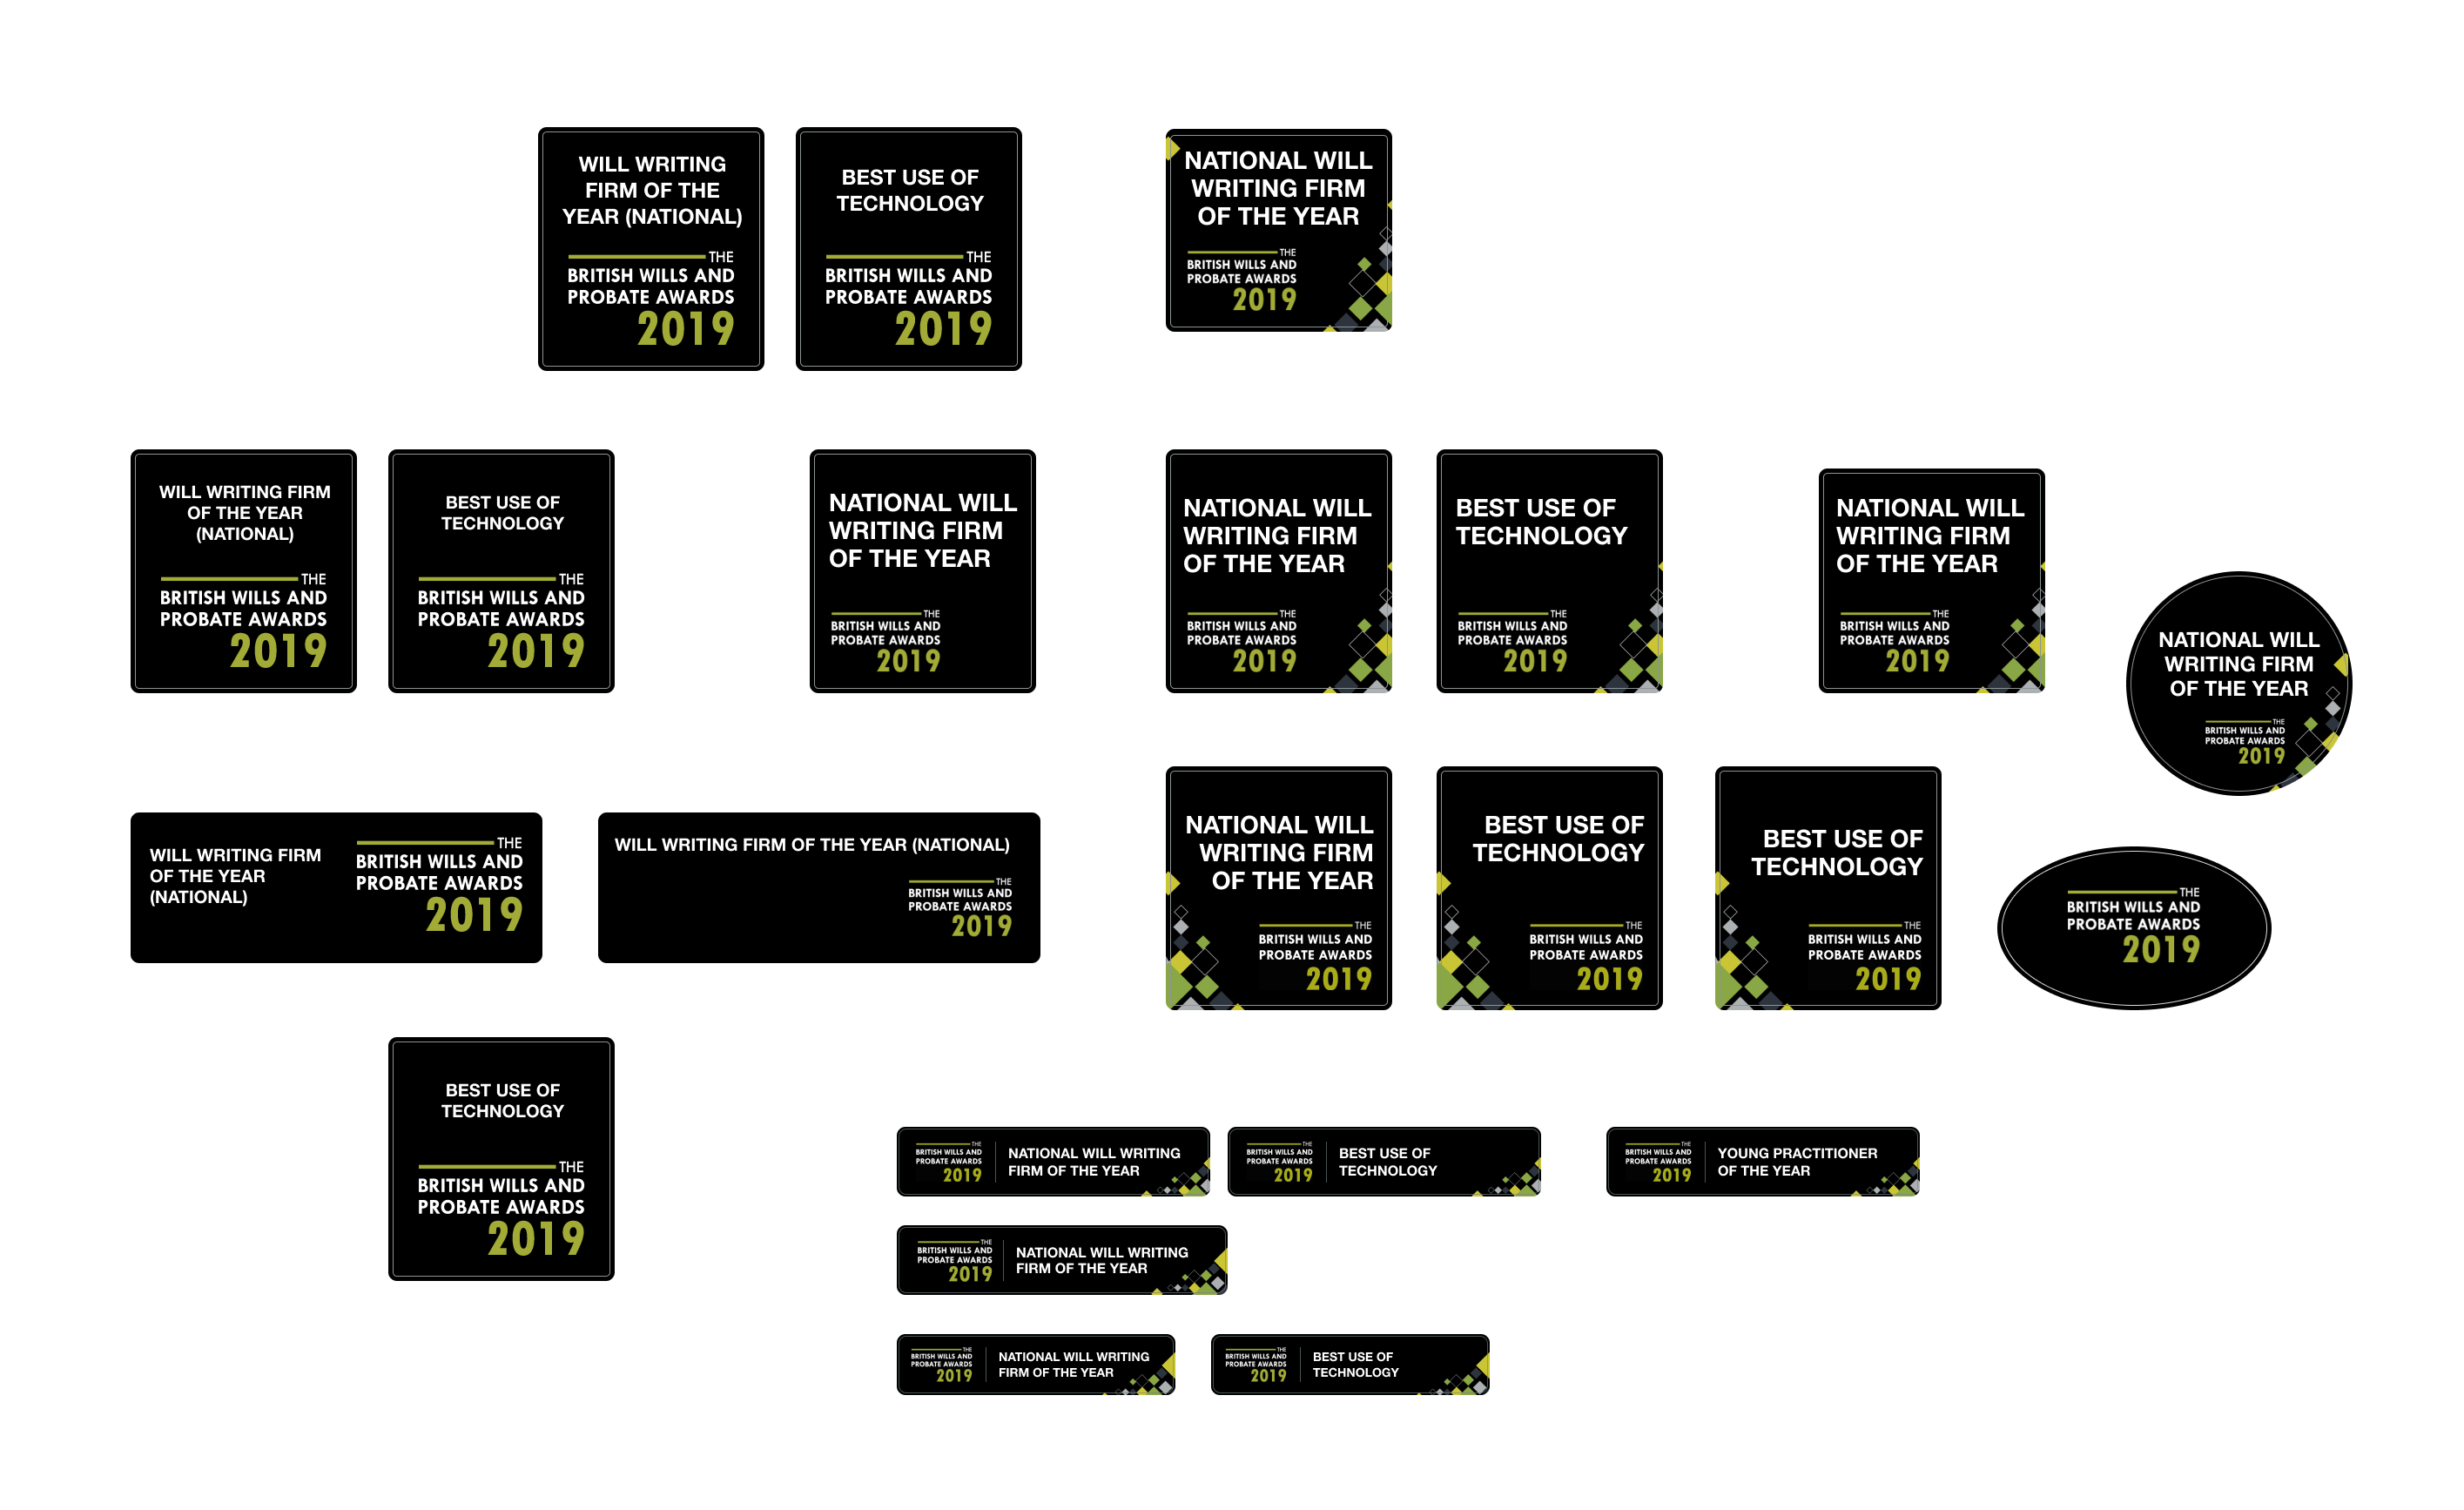 WILL WRITING
FIRM OF THE
YEAR (NATIONAL)
THE
BRITISH WILLS AND
PROBATE AWARDS
2019
BEST USE OF
TECHNOLOGY
THE
BRITISH WILLS AND
PROBATE AWARDS
2019
NATIONAL WILL
WRITING FIRM
OF THE YEAR
THE
BRITISH WILLS AND
PROBATE AWARDS
2019
WILL WRITING FIRM
OF THE YEAR
(NATIONAL)
THE
BRITISH WILLS AND
PROBATE AWARDS
2019
BEST USE OF
TECHNOLOGY
THE
BRITISH WILLS AND
PROBATE AWARDS
2019
NATIONAL WILL
WRITING FIRM
OF THE YEAR
THE
BRITISH WILLS AND
PROBATE AWARDS
2019
NATIONAL WILL
WRITING FIRM
OF THE YEAR
THE
BRITISH WILLS AND
PROBATE AWARDS
2019
BEST USE OF
TECHNOLOGY
THE
BRITISH WILLS AND
PROBATE AWARDS
2019
NATIONAL WILL
WRITING FIRM
OF THE YEAR
THE
BRITISH WILLS AND
PROBATE AWARDS
2019
NATIONAL WILL
WRITING FIRM
OF THE YEAR
THE
BRITISH WILLS AND
PROBATE AWARDS
2019
WILL WRITING FIRM
OF THE YEAR
(NATIONAL)
THE
BRITISH WILLS AND
PROBATE AWARDS
2019
WILL WRITING FIRM OF THE YEAR (NATIONAL)
THE
BRITISH WILLS AND
PROBATE AWARDS
2019
NATIONAL WILL
WRITING FIRM
OF THE YEAR
THE
BRITISH WILLS AND
PROBATE AWARDS
2019
BEST USE OF
TECHNOLOGY
THE
BRITISH WILLS AND
PROBATE AWARDS
2019
BEST USE OF
TECHNOLOGY
THE
BRITISH WILLS AND
PROBATE AWARDS
2019
THE
BRITISH WILLS AND
PROBATE AWARDS
2019
BEST USE OF
TECHNOLOGY
THE
BRITISH WILLS AND
PROBATE AWARDS
2019
THE
BRITISH WILLS AND
PROBATE AWARDS
2019
NATIONAL WILL WRITING
FIRM OF THE YEAR
THE
BRITISH WILLS AND
PROBATE AWARDS
2019
BEST USE OF
TECHNOLOGY
THE
BRITISH WILLS AND
PROBATE AWARDS
2019
YOUNG PRACTITIONER
OF THE YEAR
THE
BRITISH WILLS AND
PROBATE AWARDS
2019
NATIONAL WILL WRITING
FIRM OF THE YEAR
THE
BRITISH WILLS AND
PROBATE AWARDS
2019
NATIONAL WILL WRITING
FIRM OF THE YEAR
THE
BRITISH WILLS AND
PROBATE AWARDS
2019
BEST USE OF
TECHNOLOGY